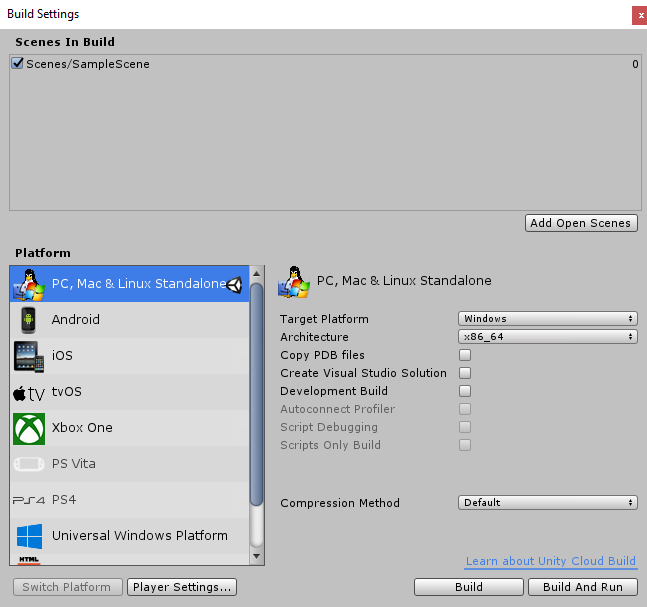 Build Settings
x
Scenes In Build
Scenes/SampleScene 0
Add Open Scenes
Platform
PC, Mac & Linux Standalone
Android
iOS
tv
tvOS
Xbox One
PS Vita
PS4
PS4
Universal Windows Platform
HTML
PC, Mac & Linux Standalone
Target Platform Windows
Architecture x86_64
Copy PDB files
Create Visual Studio Solution
Development Build
Autoconnect Profiler
Script Debugging
Scripts Only Build
Compression Method Default
Learn about Unity Cloud Build
Switch Platform
Player Settings...
Build
Build And Run